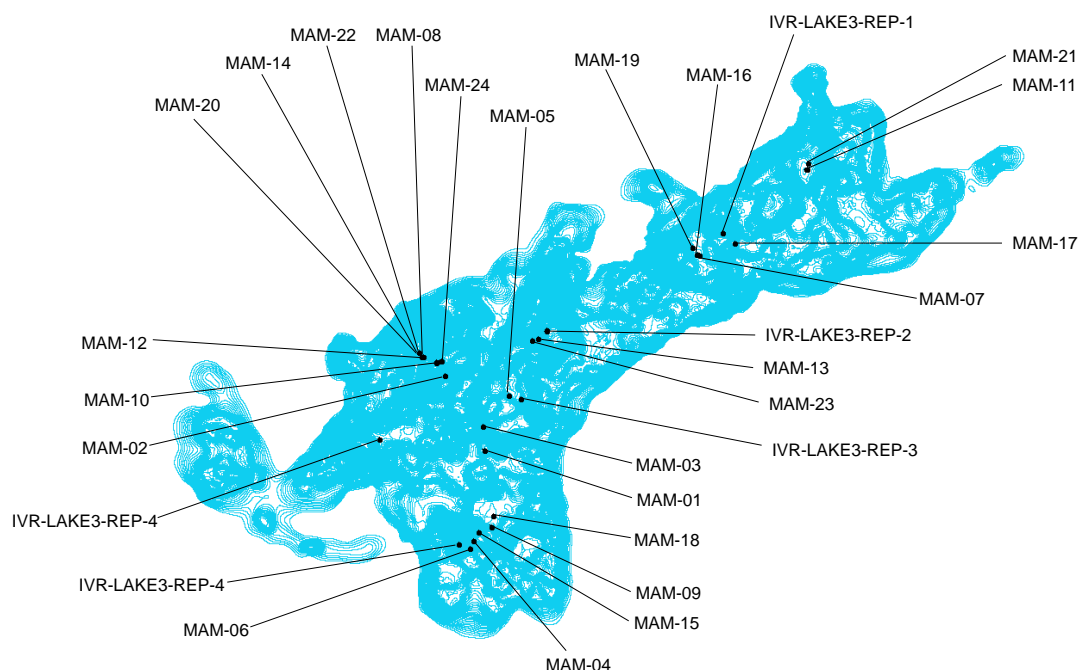 IVR-LAKE3-REP-1
MAM-22
MAM-08
MAM-14
MAM-19
MAM-16
MAM-21
MAM-11
MAM-24
MAM-20
MAM-05
MAM-17
MAM-07
IVR-LAKE3-REP-2
MAM-12
MAM-13
MAM-10
MAM-23
MAM-02
IVR-LAKE3-REP-3
MAM-03
MAM-01
IVR-LAKE3-REP-4
MAM-18
IVR-LAKE3-REP-4
MAM-09
MAM-06
MAM-15
MAM-04